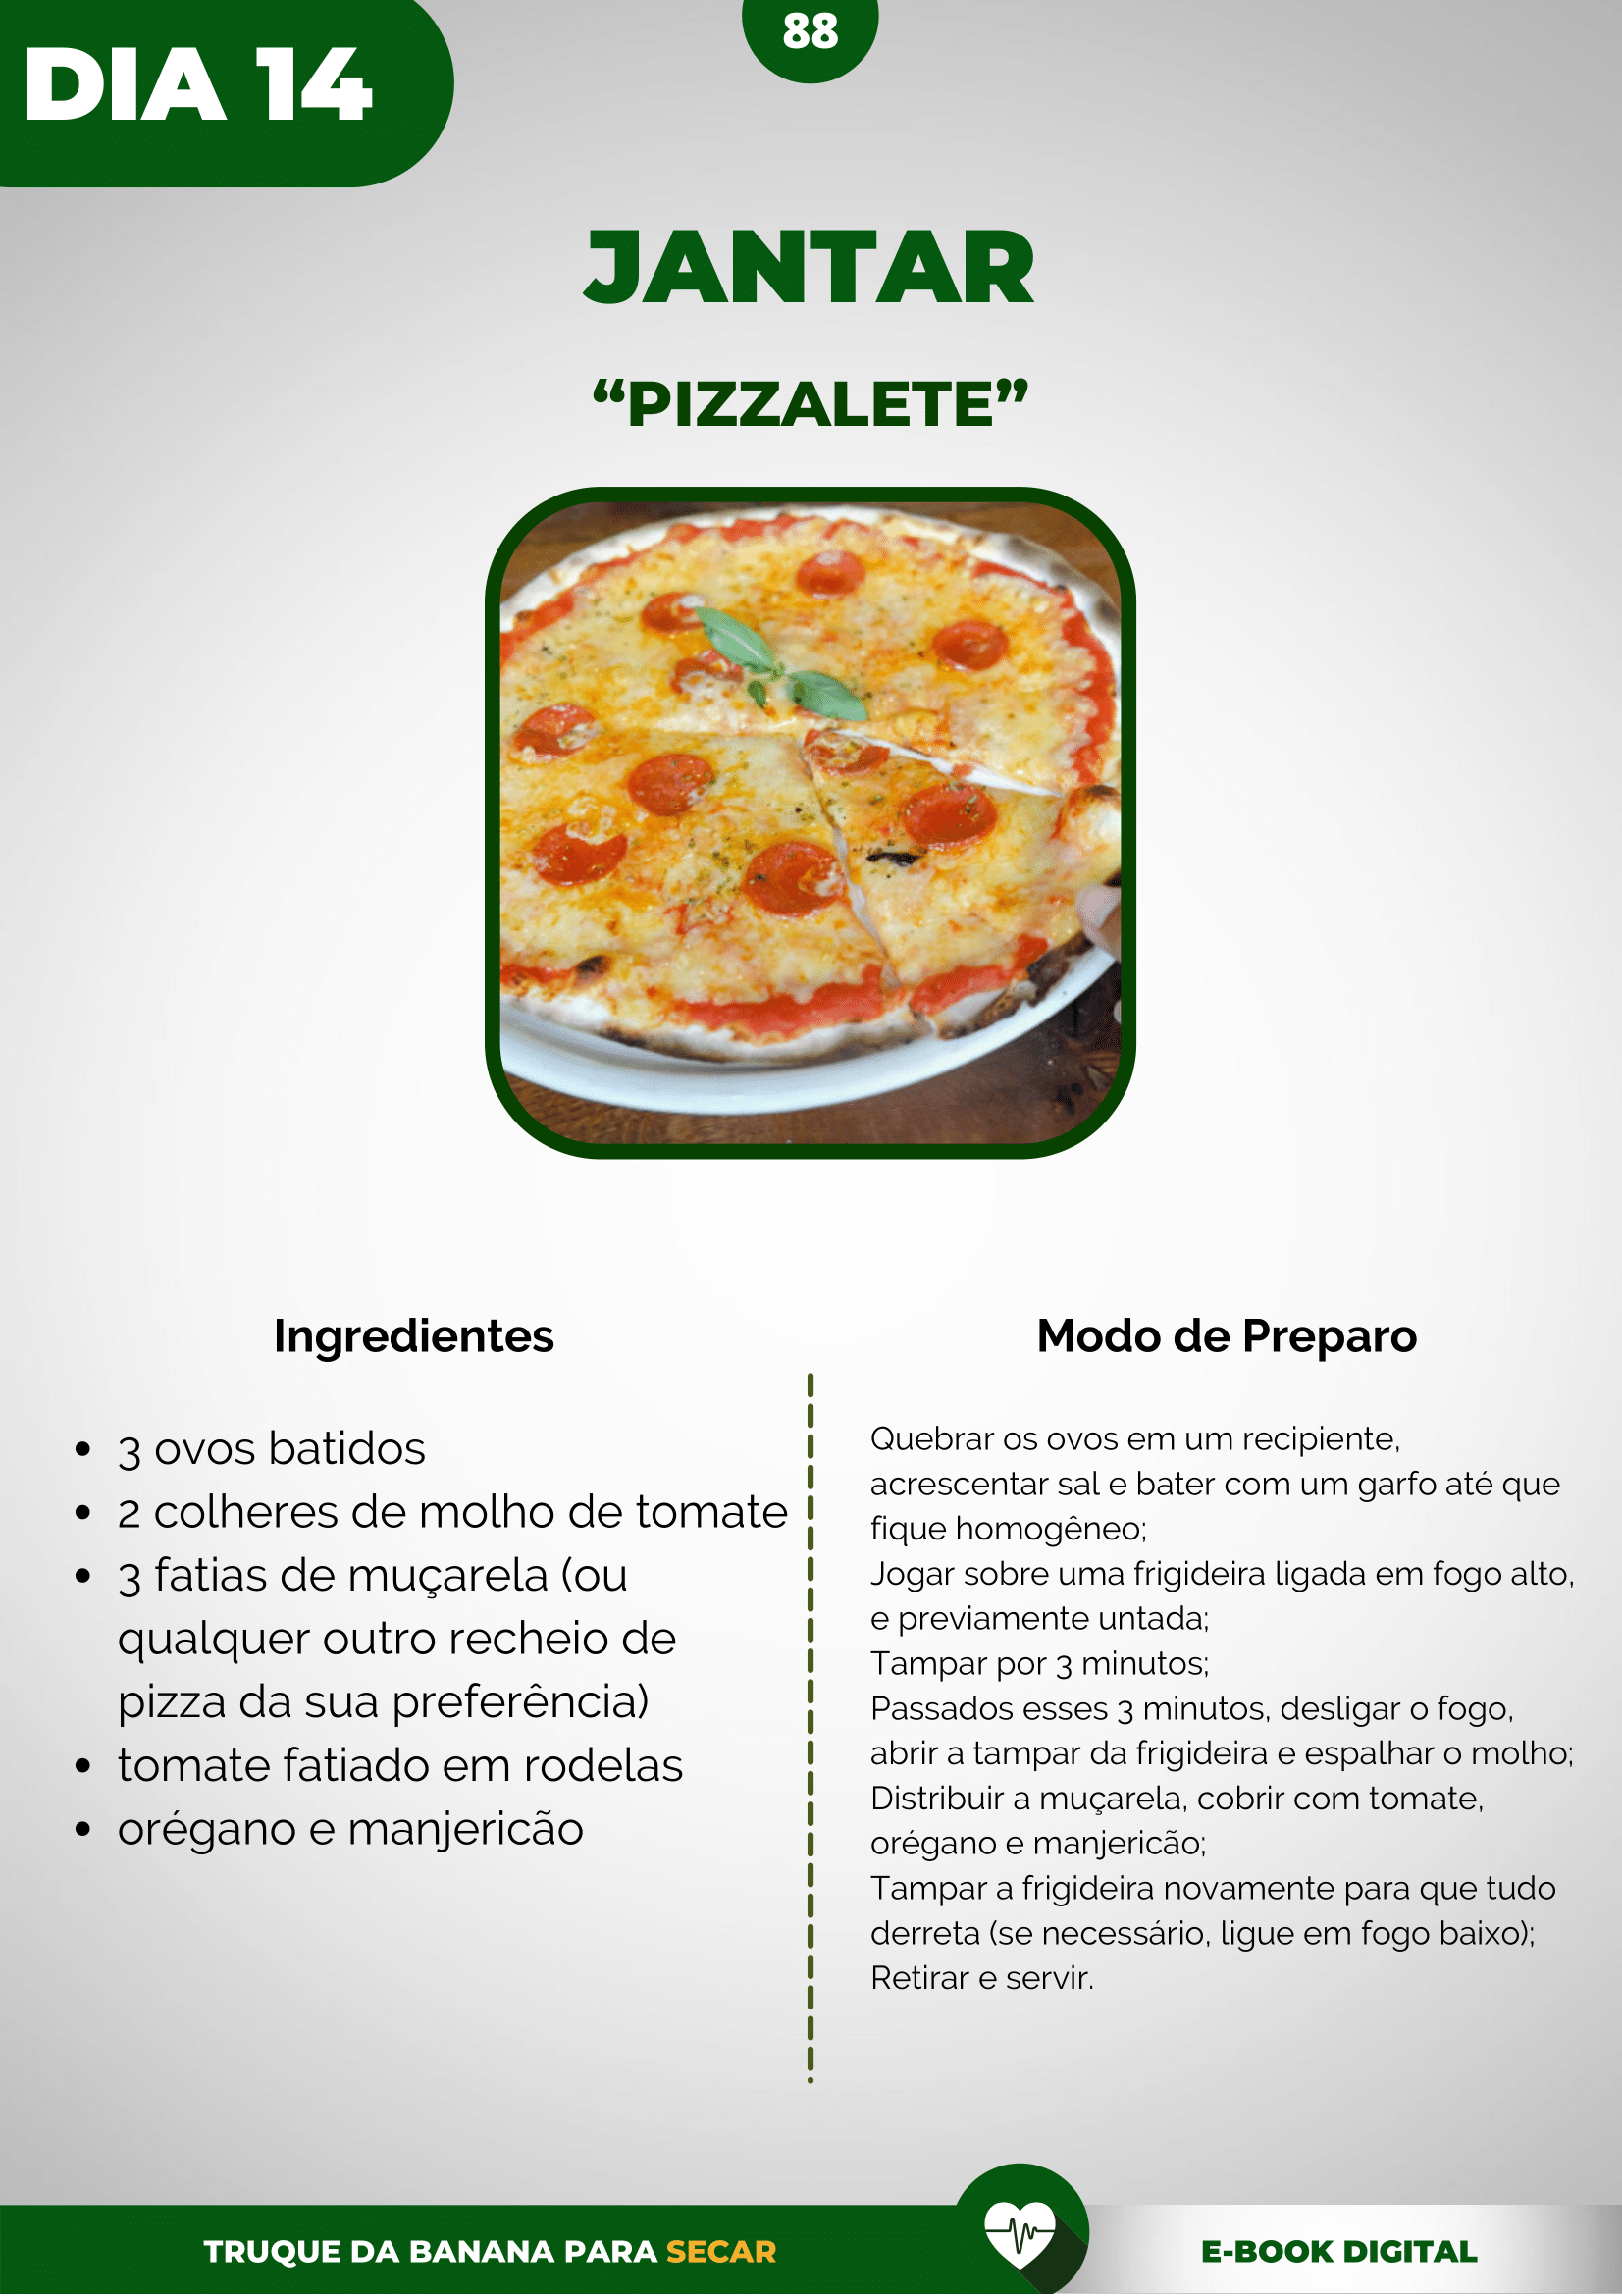 DIA 14
88
JANTAR
“PIZZALETE”
Ingredientes
• 3 ovos batidos
• 2 colheres de molho de tomate
• 3 fatias de muçarela (ou
qualquer outro recheio de
pizza da sua preferência)
• tomate fatiado em rodelas
• orégano e manjericão
Modo de Preparo
Quebrar os ovos em um recipiente,
acrescentar sal e bater com um garfo até que
fique homogêneo;
Jogar sobre uma frigideira ligada em fogo alto,
e previamente untada;
Tampar por 3 minutos;
Passados esses 3 minutos, desligar o fogo,
abrir a tampar da frigideira e espalhar o molho;
Distribuir a muçarela, cobrir com tomate,
orégano e manjericão;
Tampar a frigideira novamente para que tudo
derreta (se necessário, ligue em fogo baixo);
Retirar e servir.
TRUQUE DA BANANA PARA SECAR
E-BOOK DIGITAL